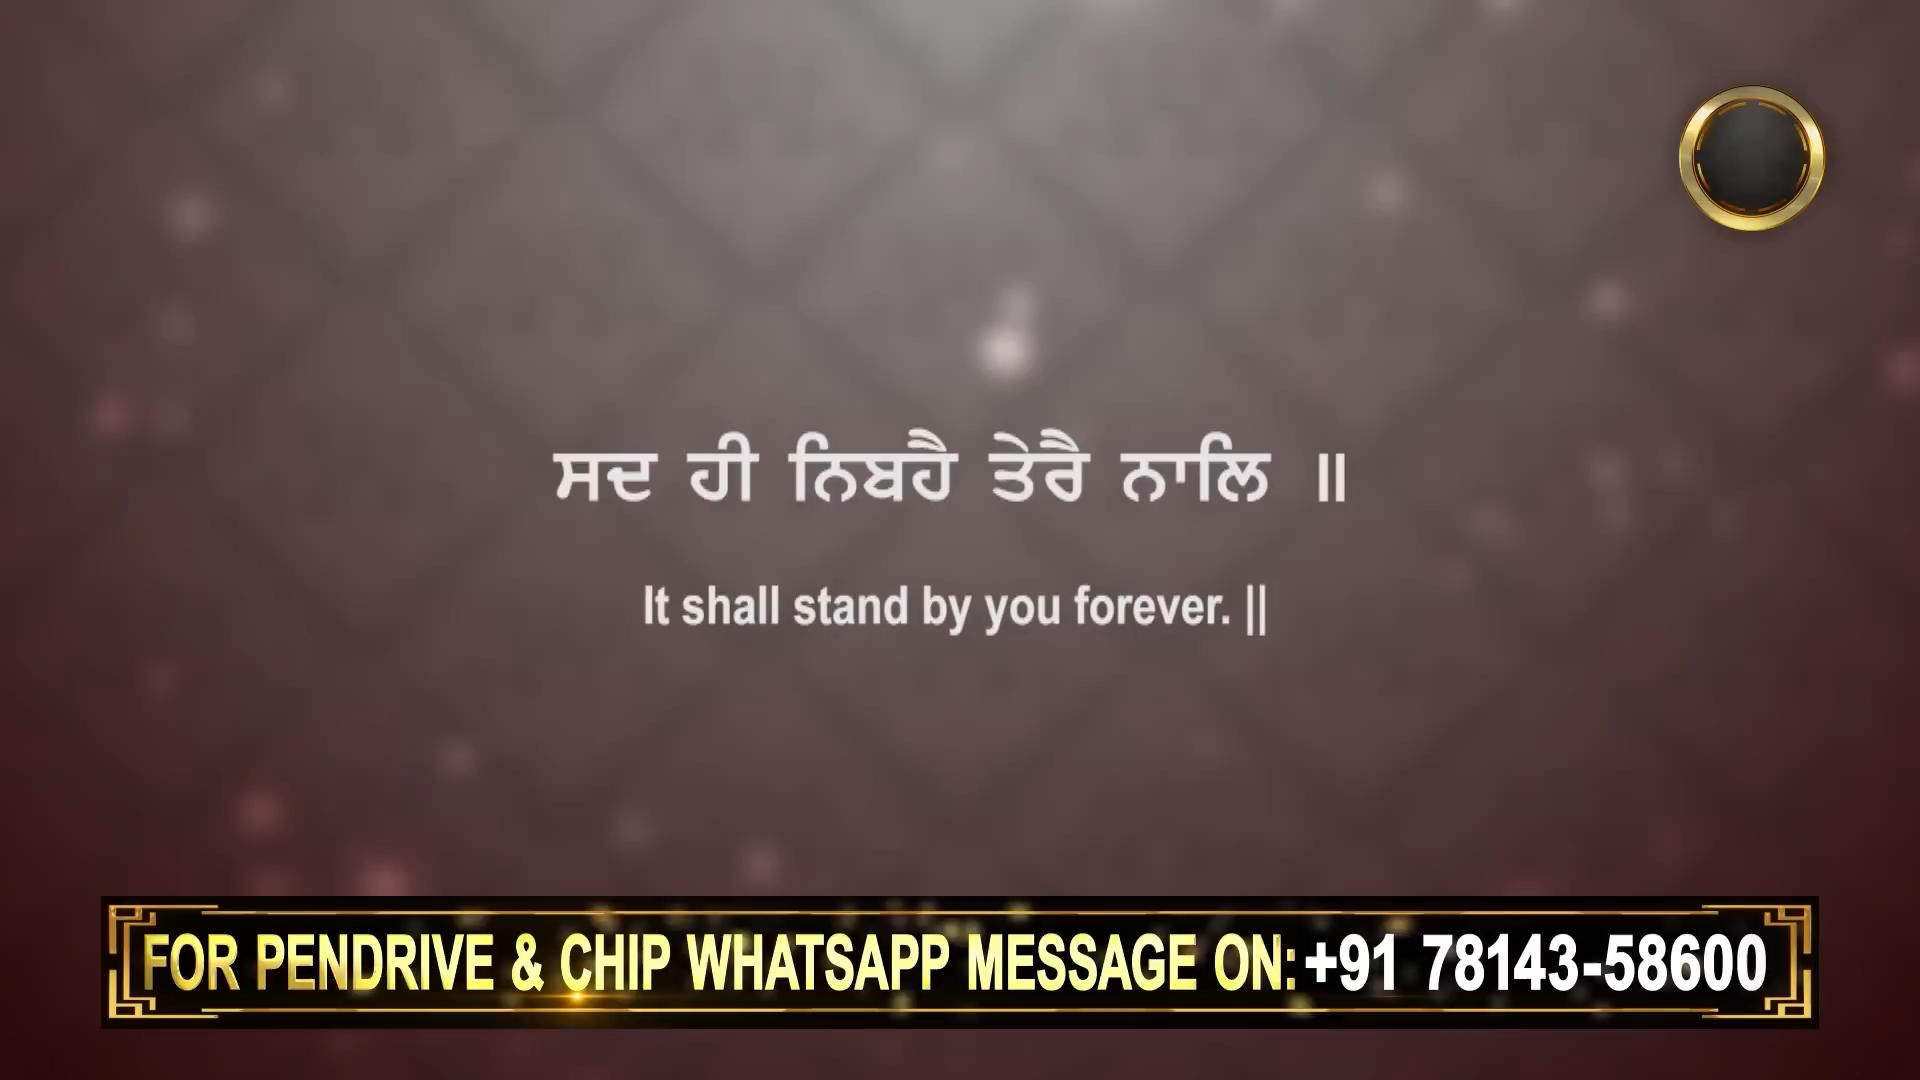 ਸਦ ਹੀ ਨਿਬਹੈ ਤੇਰੈ ਨਾਲਿ ॥
It shall stand by you forever. ||
FOR PENDRIVE & CHIP WHATSAPP MESSAGE ON:+91 78143-58600